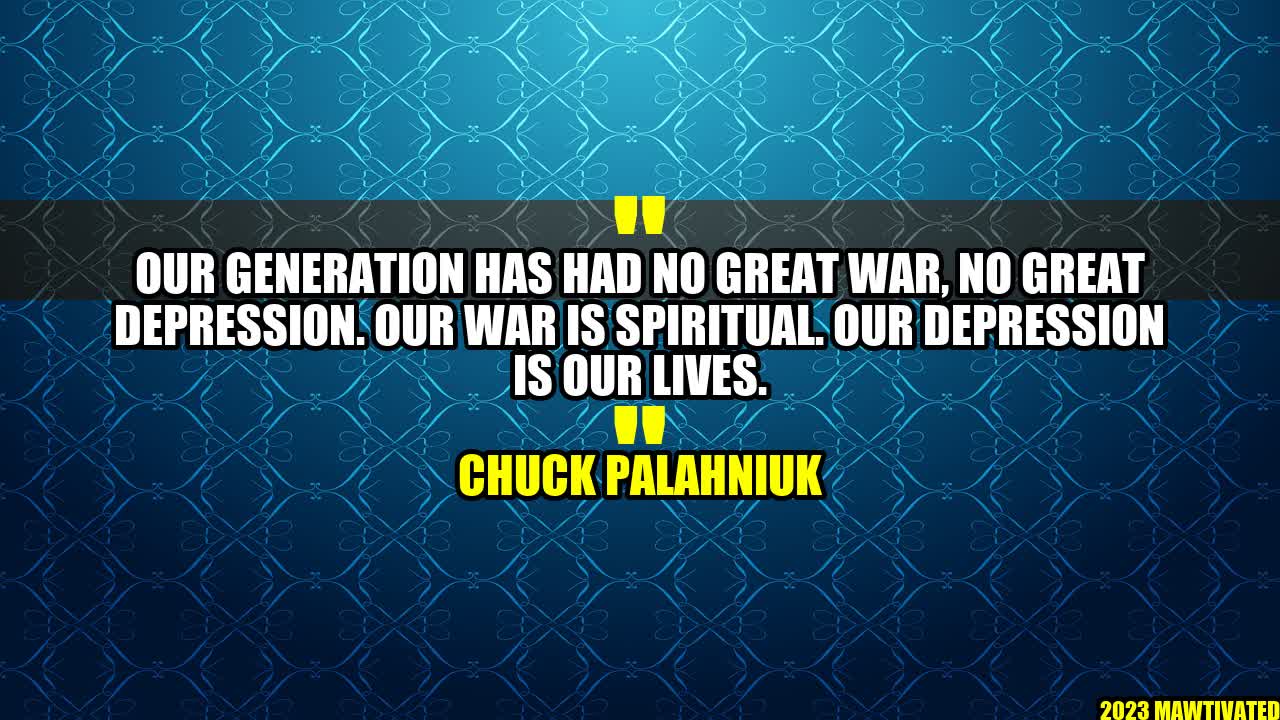 "
OUR GENERATION HAS HAD NO GREAT WAR, NO GREAT
DEPRESSION. OUR WAR IS SPIRITUAL. OUR DEPRESSION
IS OUR LIVES.
"
CHUCK PALAHNIUK
2023 MAWTIVATED